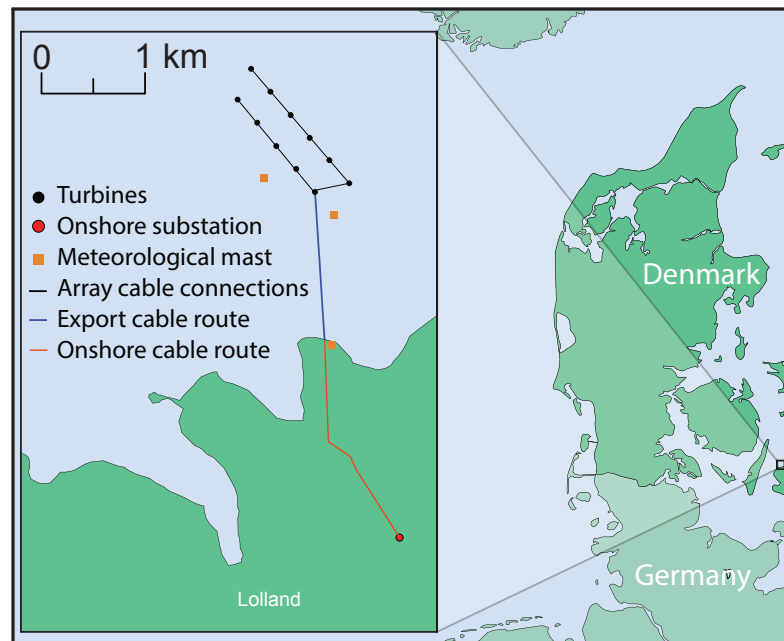 0 1 km
Turbines
Onshore substation
Meteorological mast
Array cable connections
Export cable route
Onshore cable route
Lolland
Denmark
Germany